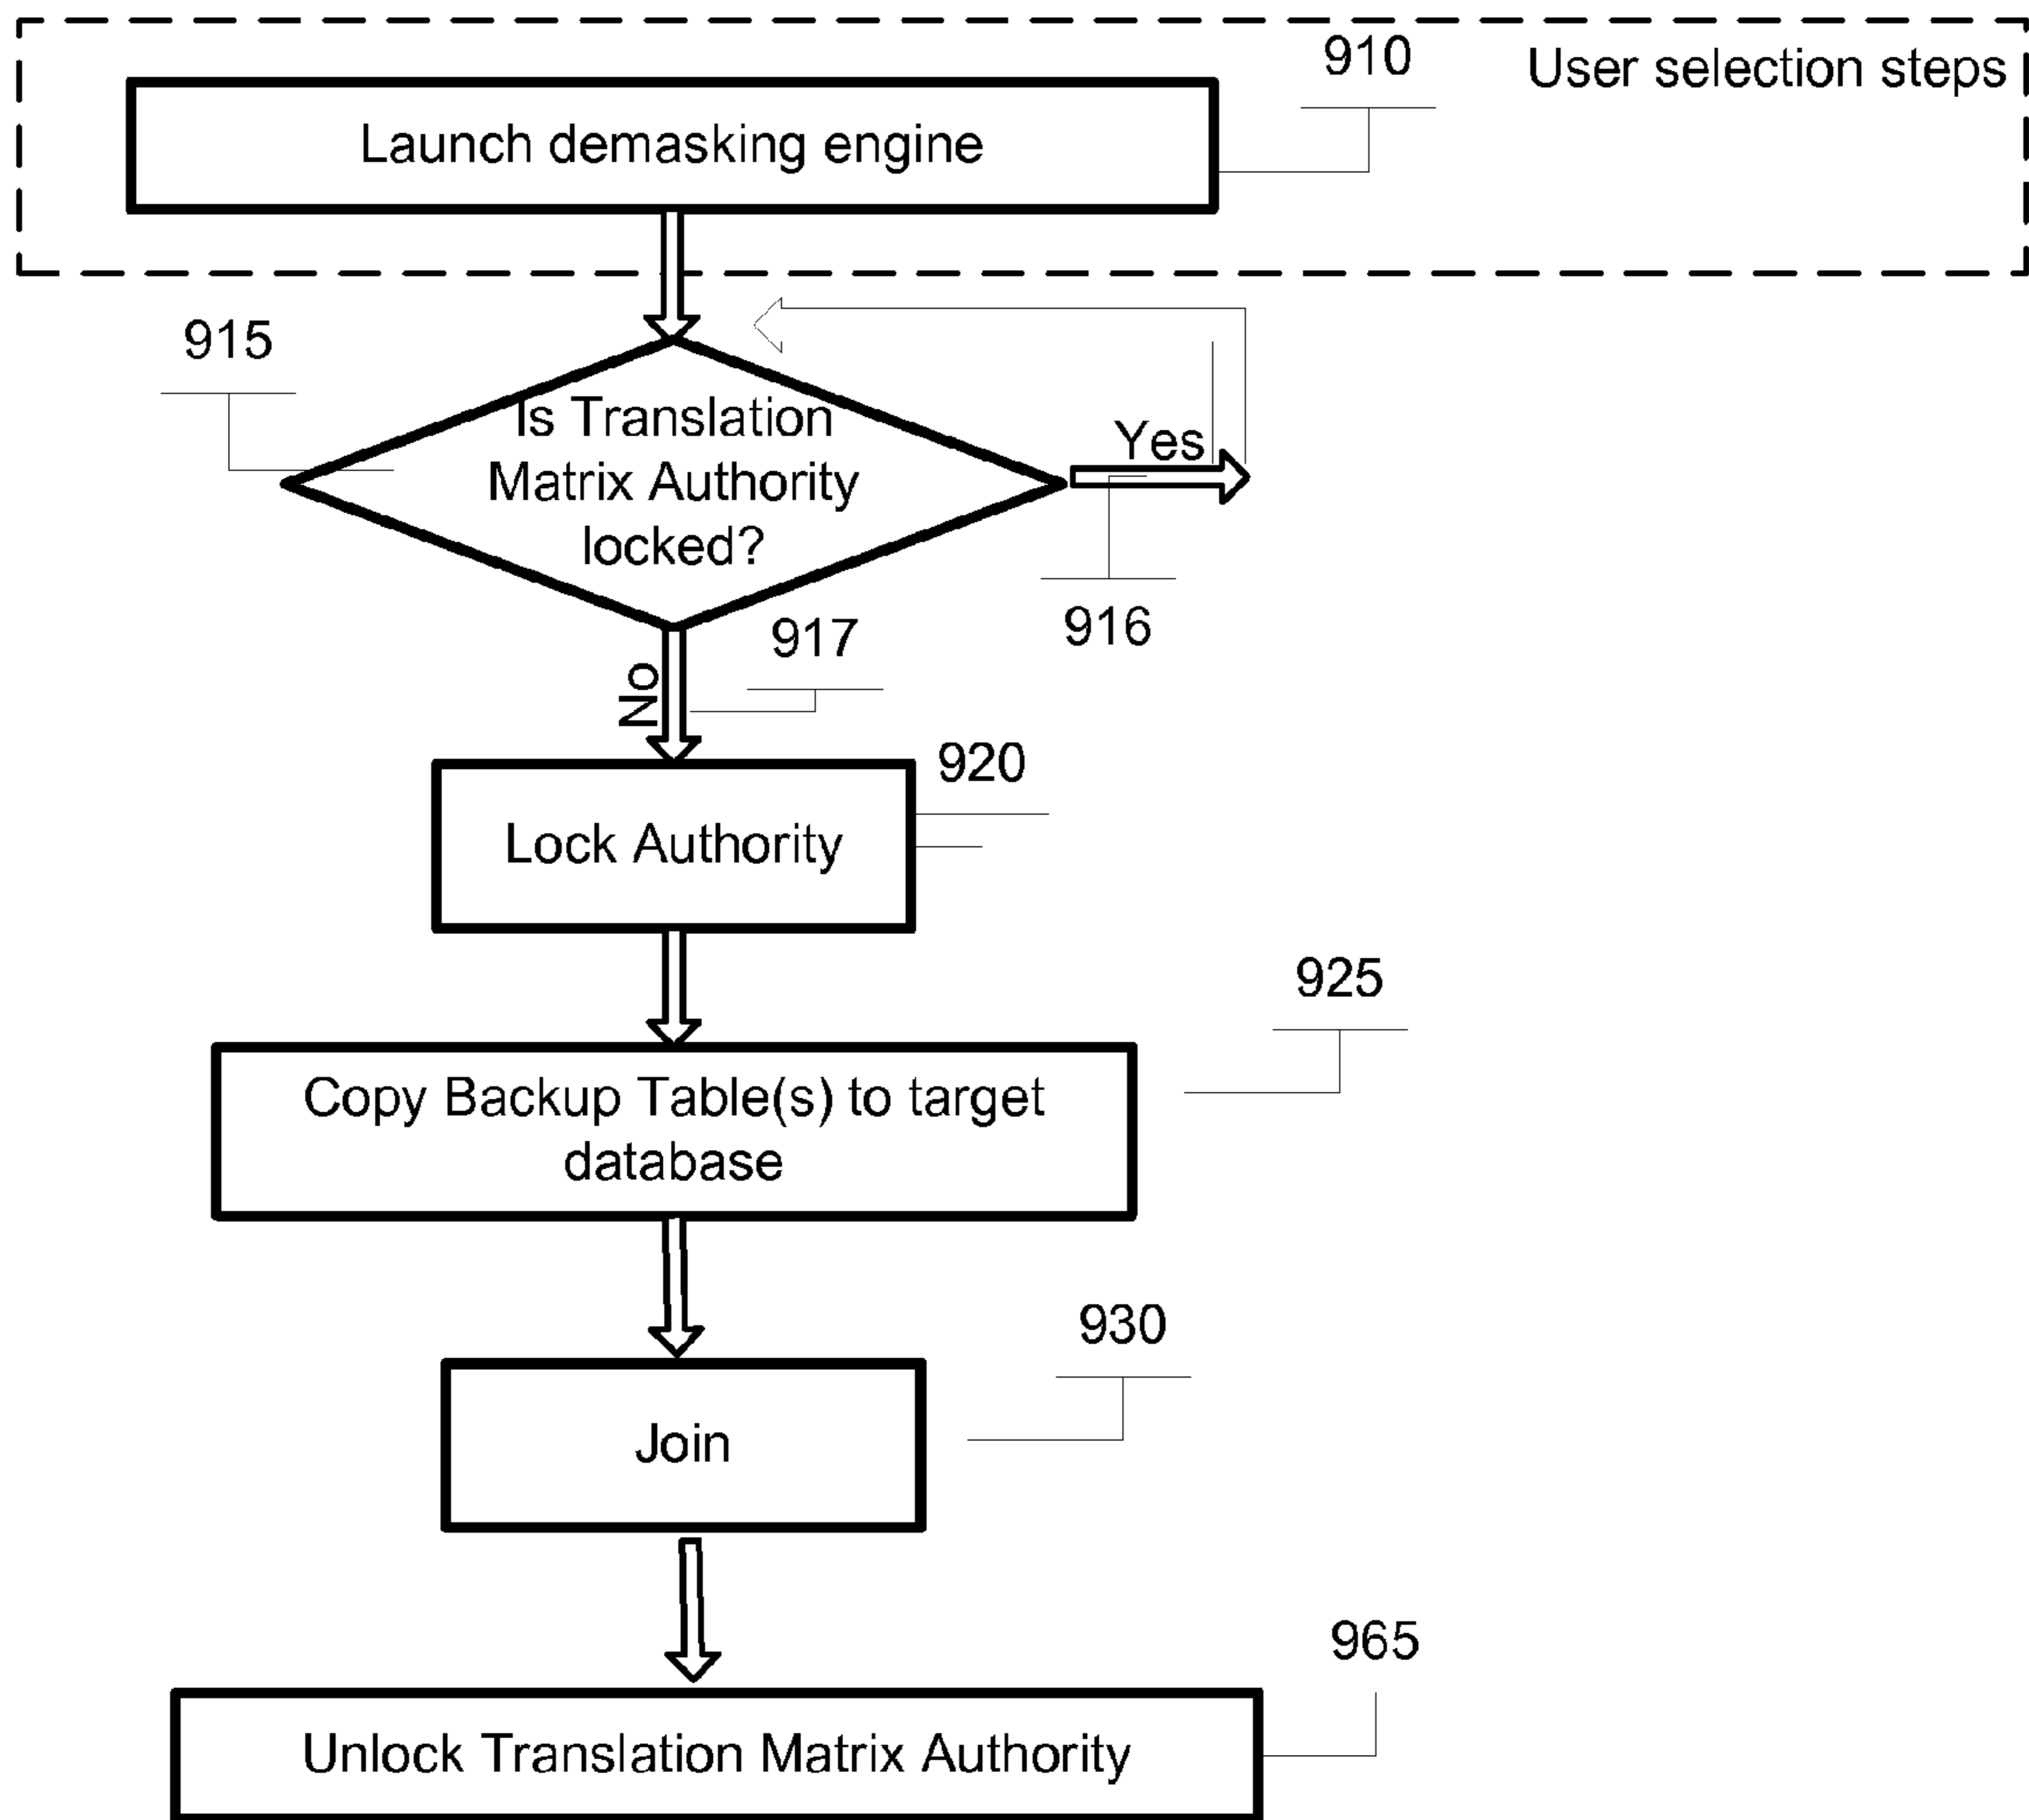 910
User selection steps
Launch demasking engine
915
Is Translation
Matrix Authority
locked?
Yes
916
917
No
920
Lock Authority
925
Copy Backup Table(s) to target
database
930
Join
965
Unlock Translation Matrix Authority